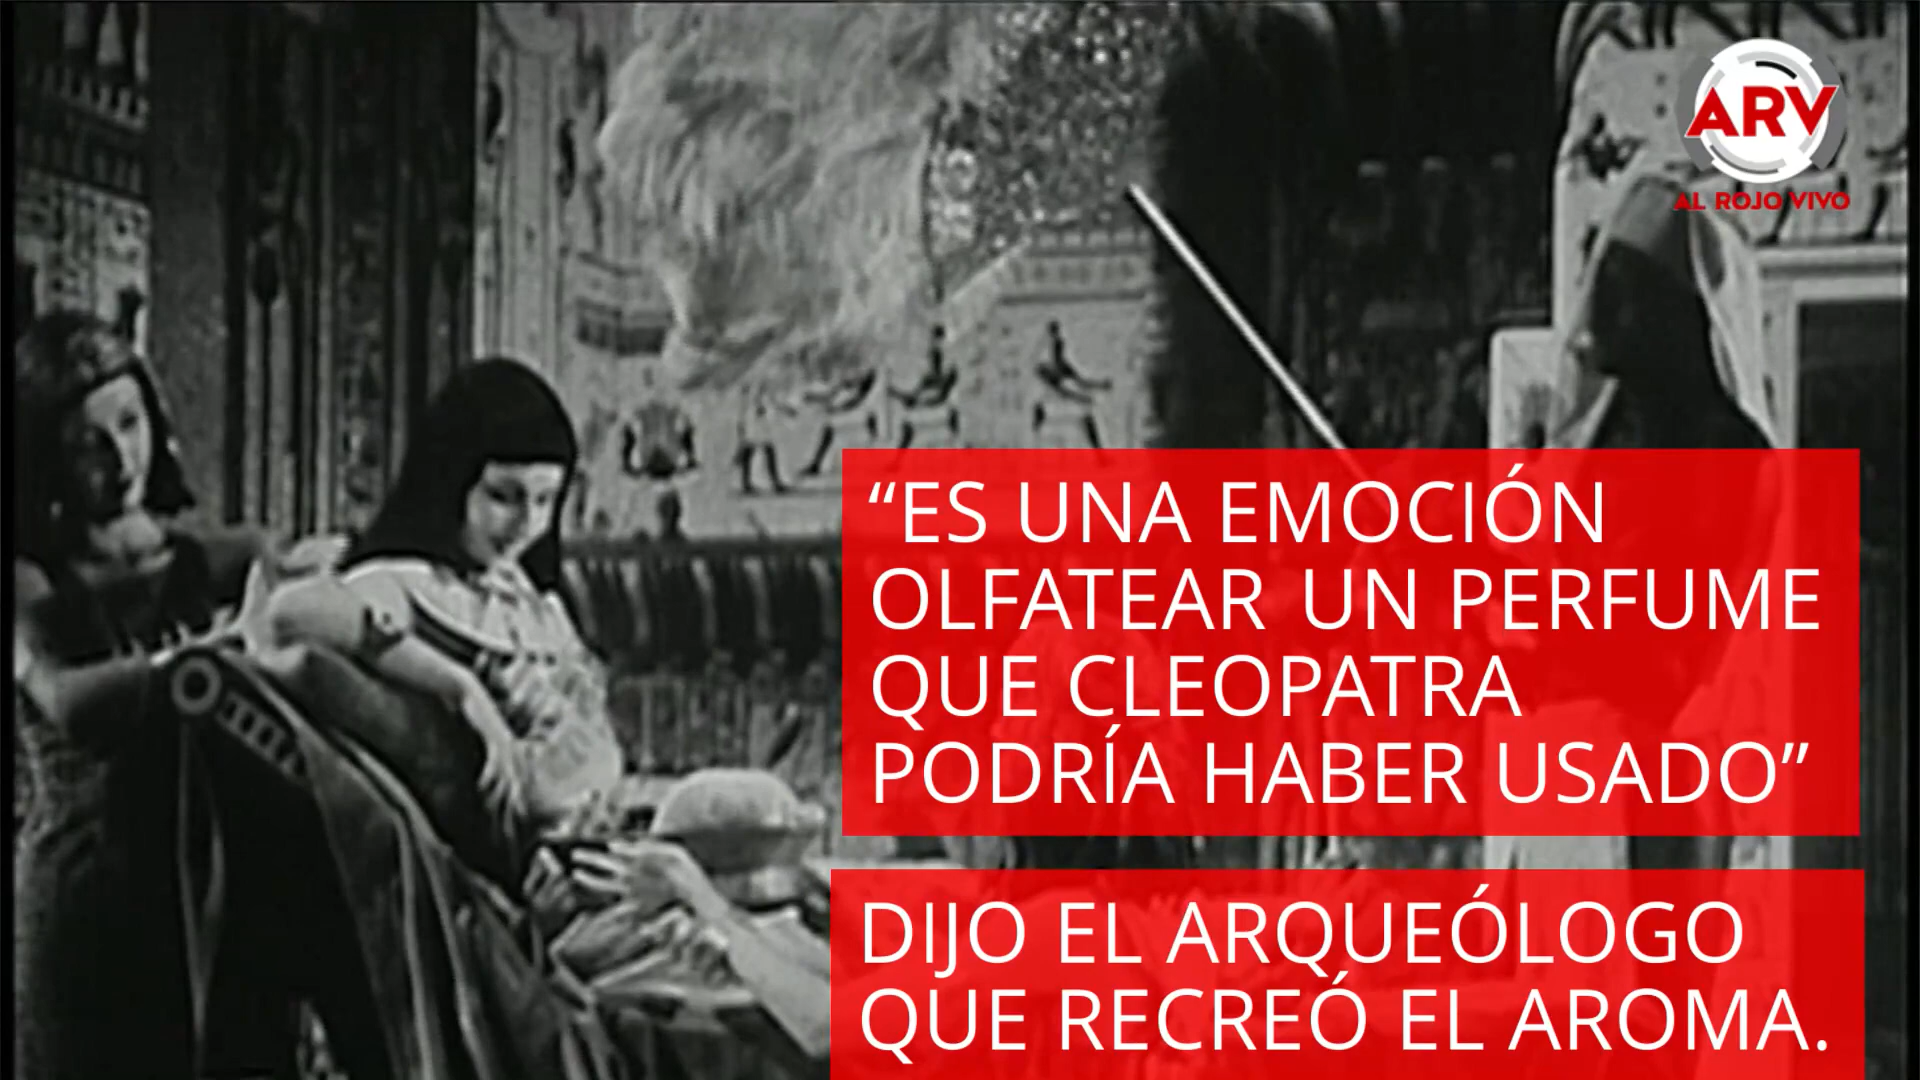 ARV
AL ROJO VIVO
“ES UNA EMOCIÓN
OLFATEAR UN PERFUME
QUE CLEOPATRA
PODRÍA HABER USADO”
DIJO EL ARQUEÓLOGO
QUE RECREÓ EL AROMA.